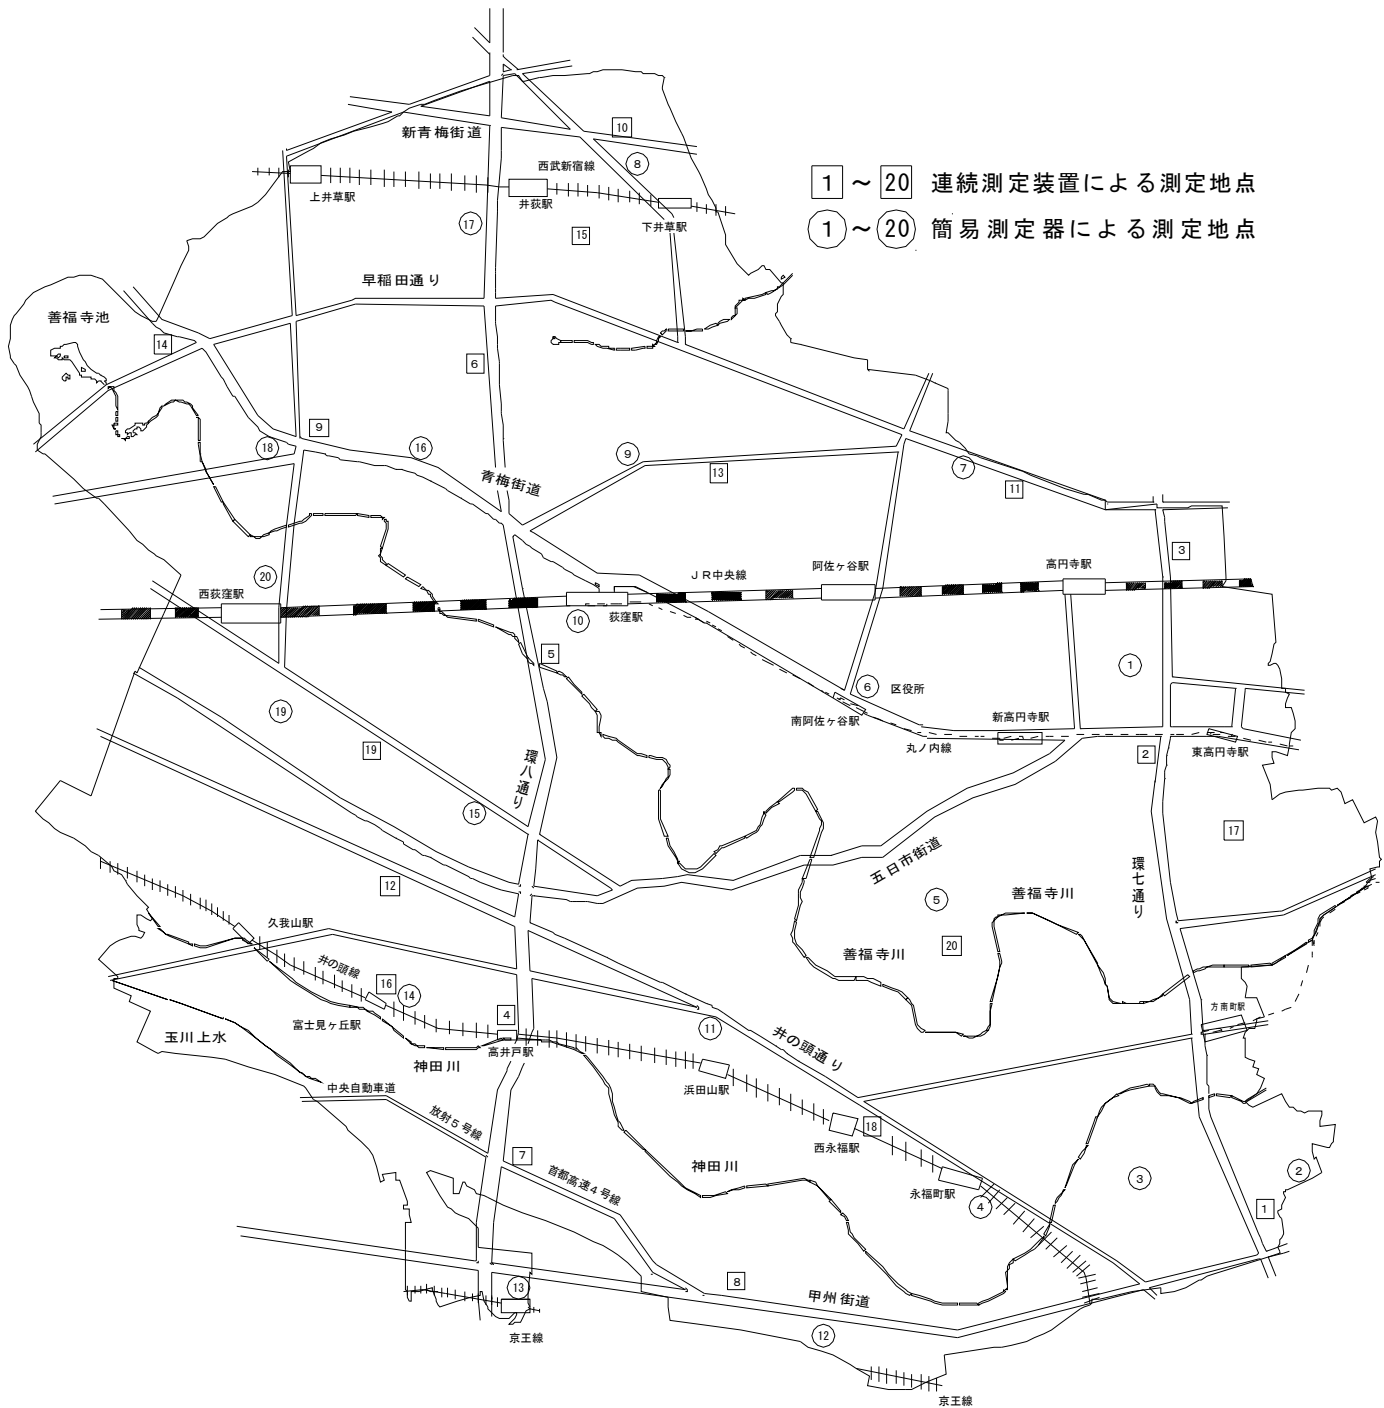 10
新青梅街道
西武新宿線
8
1 ～ 20 連続測定装置による測定地点
上井草駅
井荻駅
17
15
下井草駅
1 ～ 20 簡易測定器による測定地点
早稲田通り
善福寺池
14
6
9
18
16
9
13
7
11
青梅街道
3
20
西荻窪駅
JR中央線
阿佐ヶ谷駅
高円寺駅
10
荻窪駅
5
1
6
区役所
19
南阿佐ヶ谷駅
新高円寺駅
19
丸ノ内線
2
東高円寺駅
環八通り
15
17
五日市街道
環七通り
12
5
善福寺川
久我山駅
善福寺川
20
井の頭線
16
14
富士見ヶ丘駅
4
11
方南町駅
玉川上水
高井戸駅
井の頭通り
神田川
浜田山駅
中央自動車道
放射5号線
18
西永福駅
7
首都高速4号線
神田川
永福町駅
4
3
2
1
8
甲州街道
13
12
京王線
京王線